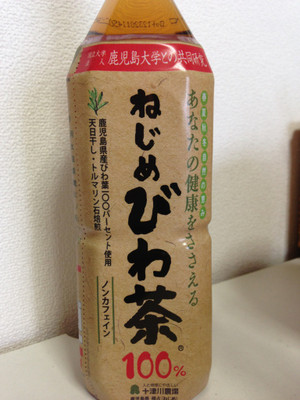 鹿児島大学との共同研究
あなたの健康をささえる
ねじめびわ茶
鹿児島県産びわ葉一〇〇パーセント使用
天日干し・トルマリン石焙煎
ノンカフェイン
100%
十津川農場